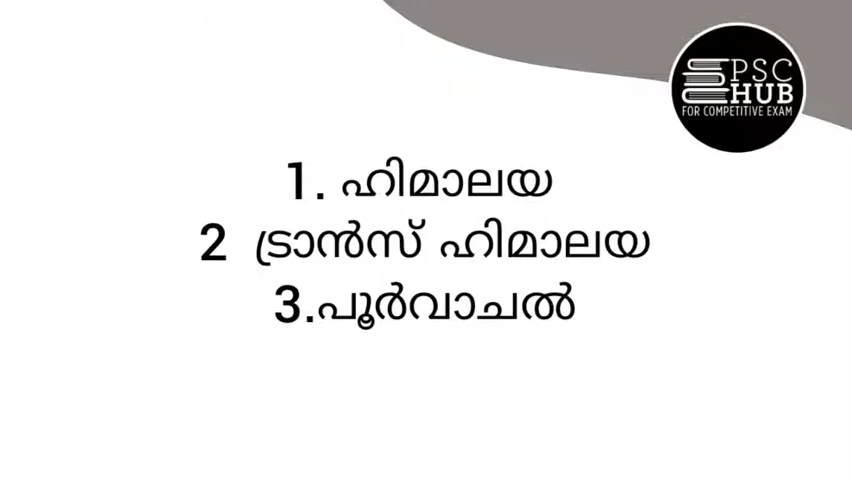 PSC
HUB
FOR COMPETITIVE EXAM
1. ഹിമാലയ
2 ട്രാൻസ് ഹിമാലയ
3.പൂർവാചൽ